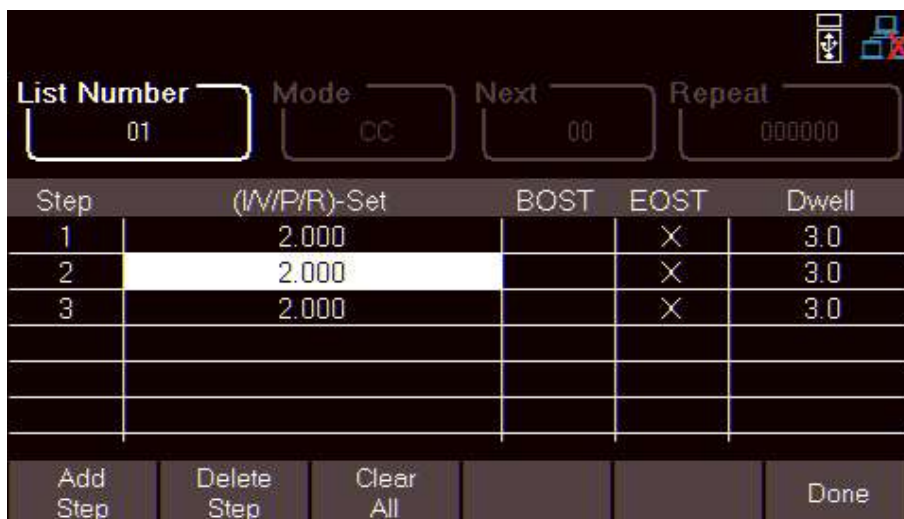 List Number Mode Next Repeat
01 CC 00 000000
Step (I/V/P/R)-Set BOST EOST Dwell
1 2.000 X 3.0
2 2.000 X 3.0
3 2.000 X 3.0
Add Step Delete Step Clear All Done